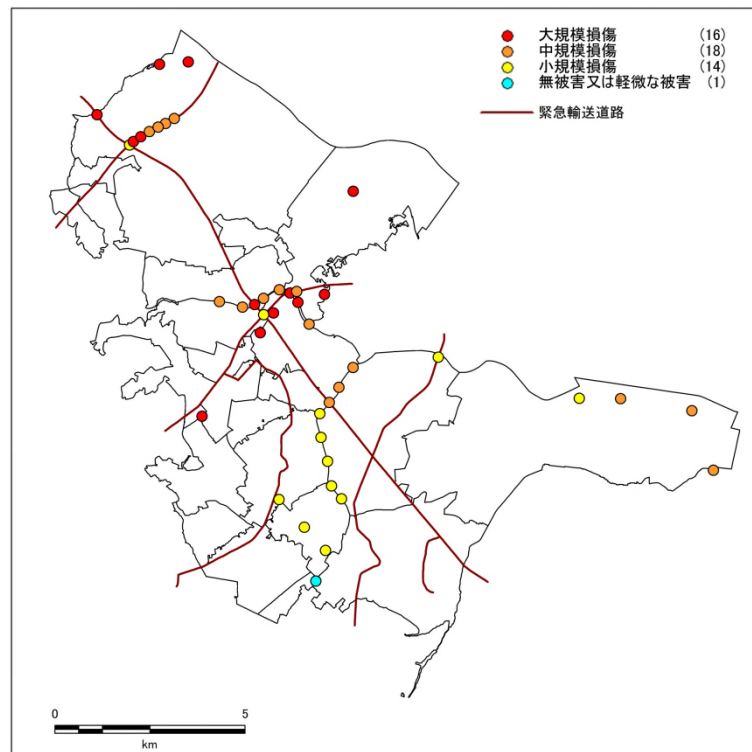 大規模損傷 (16)
中規模損傷 (18)
小規模損傷 (14)
無被害又は軽微な被害 (1)
緊急輸送道路
0 5
km